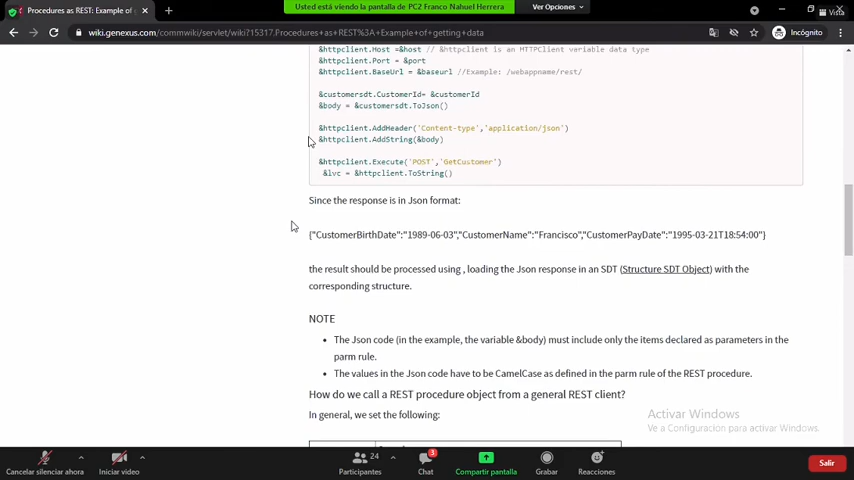 Procedures as REST: Example of g
Usted está viendo la pantalla de PC2 Franco Nahuel Herrera
Ver Opciones
Vista
wiki.genexus.com/commwiki/servlet/wiki?15317,Procedures+as+REST%3A+Example+of+getting+data
Incógnito
&httpclient.Host =&host // &httpclient is an HTTPClient variable data type
&httpclient.Port = &port
&httpclient.BaseUrl = &baseurl //Example: /webappname/rest/
&customersdt.CustomerId= &customerId
&body = &customersdt.ToJson()
&httpclient.AddHeader('Content-type','application/json')
&httpclient.AddString(&body)
&httpclient.Execute('POST','GetCustomer')
&lvc = &httpclient.ToString()
Since the response is in Json format:
{"CustomerBirthDate":"1989-06-03","CustomerName":"Francisco","CustomerPayDate":"1995-03-21T18:54:00"}
the result should be processed using , loading the Json response in an SDT (Structure SDT Object) with the
corresponding structure.
NOTE
• The Json code (in the example, the variable &body) must include only the items declared as parameters in the
parm rule.
• The values in the Json code have to be CamelCase as defined in the parm rule of the REST procedure.
How do we call a REST procedure object from a general REST client?
In general, we set the following:
Activar Windows
Ve a Configuración para activar Windows.
24
3
Cancelar silenciar ahora
Iniciar video
Participantes
Chat
Compartir pantalla
Grabar
Reacciones
Salir